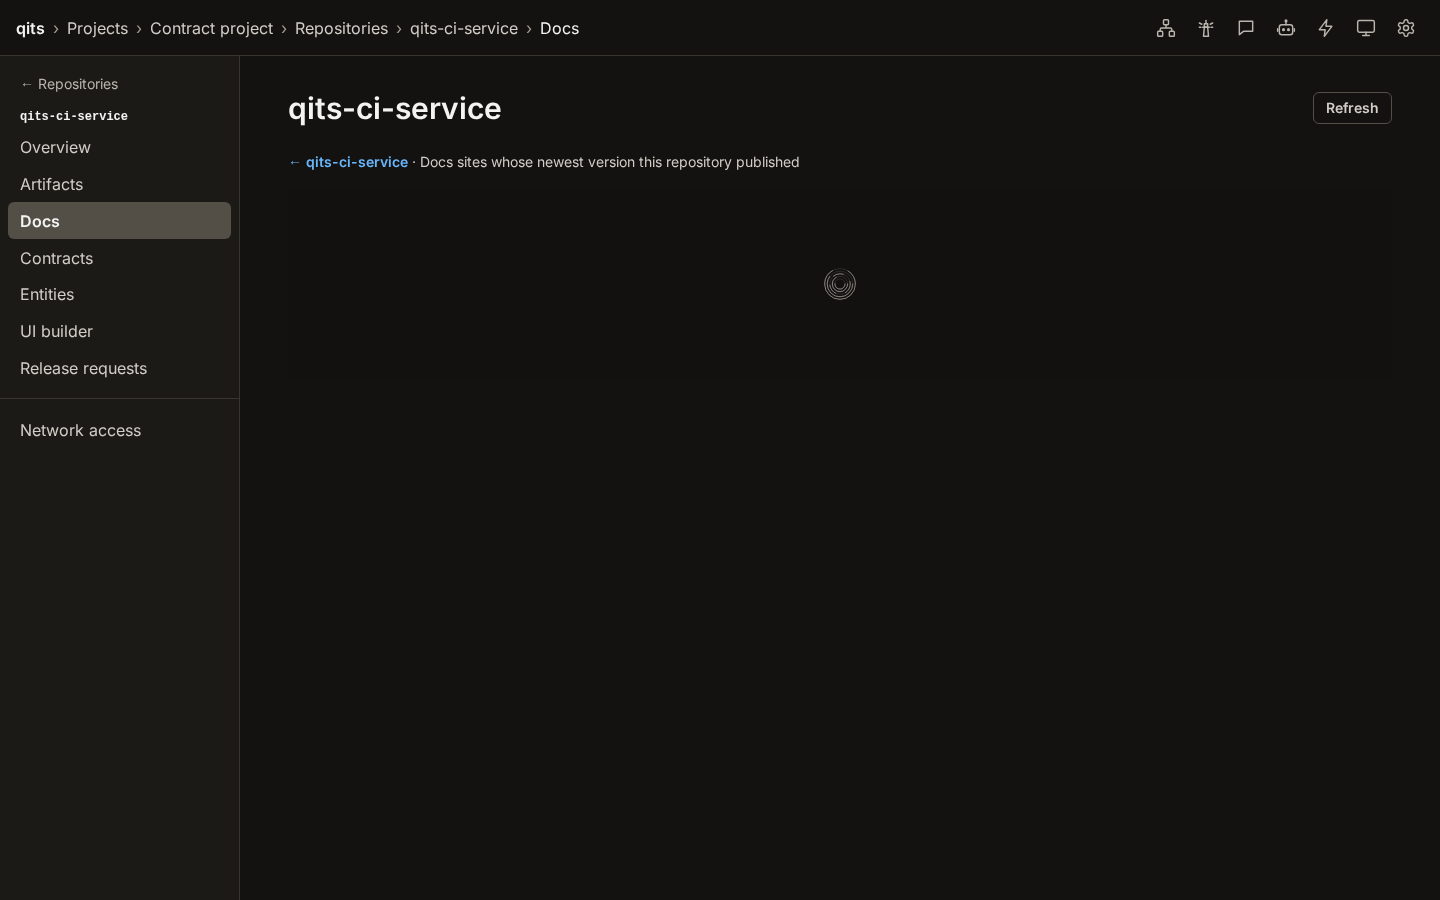 qits › Projects › Contract project › Repositories › qits-ci-service › Docs
← Repositories
qits-ci-service
Overview
Artifacts
Docs
Contracts
Entities
UI builder
Release requests
Network access
qits-ci-service
Refresh
← qits-ci-service · Docs sites whose newest version this repository published